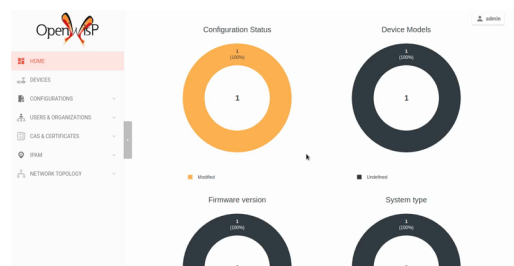 OpenWiSP
admin
HOME
DEVICES
CONFIGURATIONS
USERS & ORGANIZATIONS
CAS & CERTIFICATES
IPAM
NETWORK TOPOLOGY
Configuration Status
1
(100%)
1
Modified
Device Models
1
(100%)
1
Undefined
Firmware version
1
(100%)
System type
1
(100%)